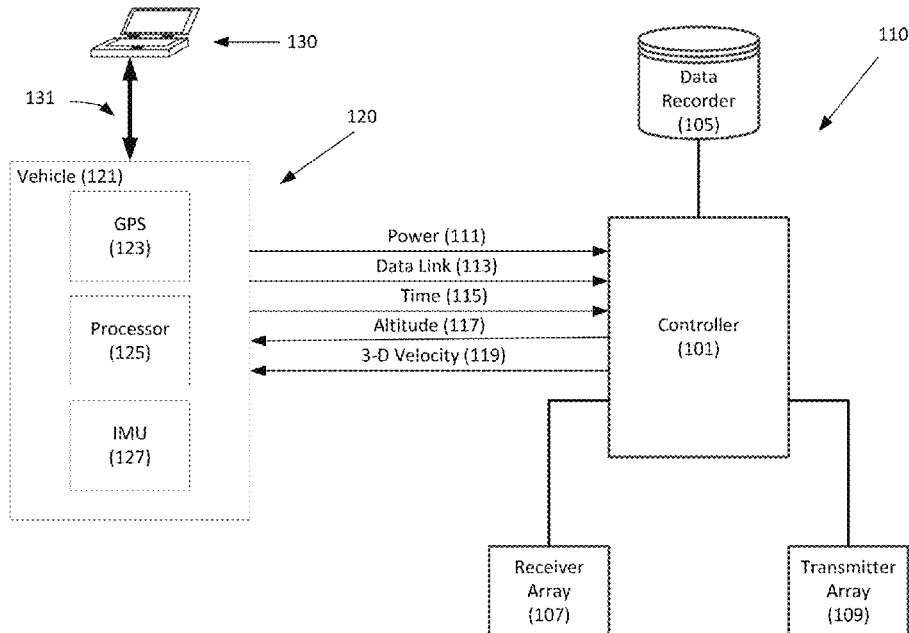 130
110
Data
Recorder
(105)
131
120
Vehicle (121)
GPS
(123)
Power (111)
Data Link (113)
Time (115)
Altitude (117)
3-D Velocity (119)
Processor
(125)
Controller
(101)
IMU
(127)
Receiver
Array
(107)
Transmitter
Array
(109)